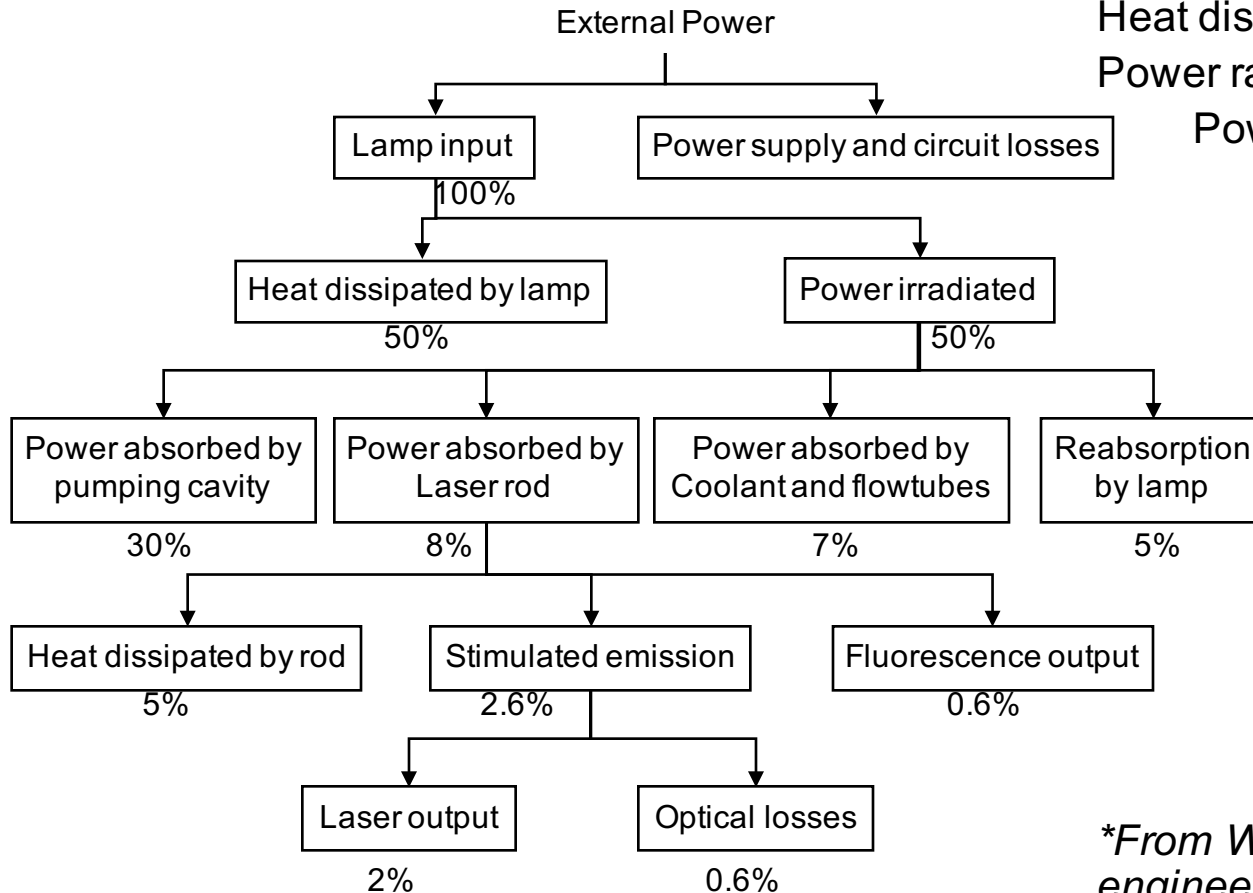 External Power
Heat dis
Power ra
Pow
Lamp input
Power supply and circuit losses
100%
Heat dissipated by lamp
Power irradiated
50%
50%
Power absorbed by
pumping cavity
Power absorbed by
Laser rod
Power absorbed by
Coolant and flowtubes
Reabsorption
by lamp
30%
8%
7%
5%
Heat dissipated by rod
Stimulated emission
Fluorescence output
5%
2.6%
0.6%
Laser output
Optical losses
2%
0.6%
*From W
enginee